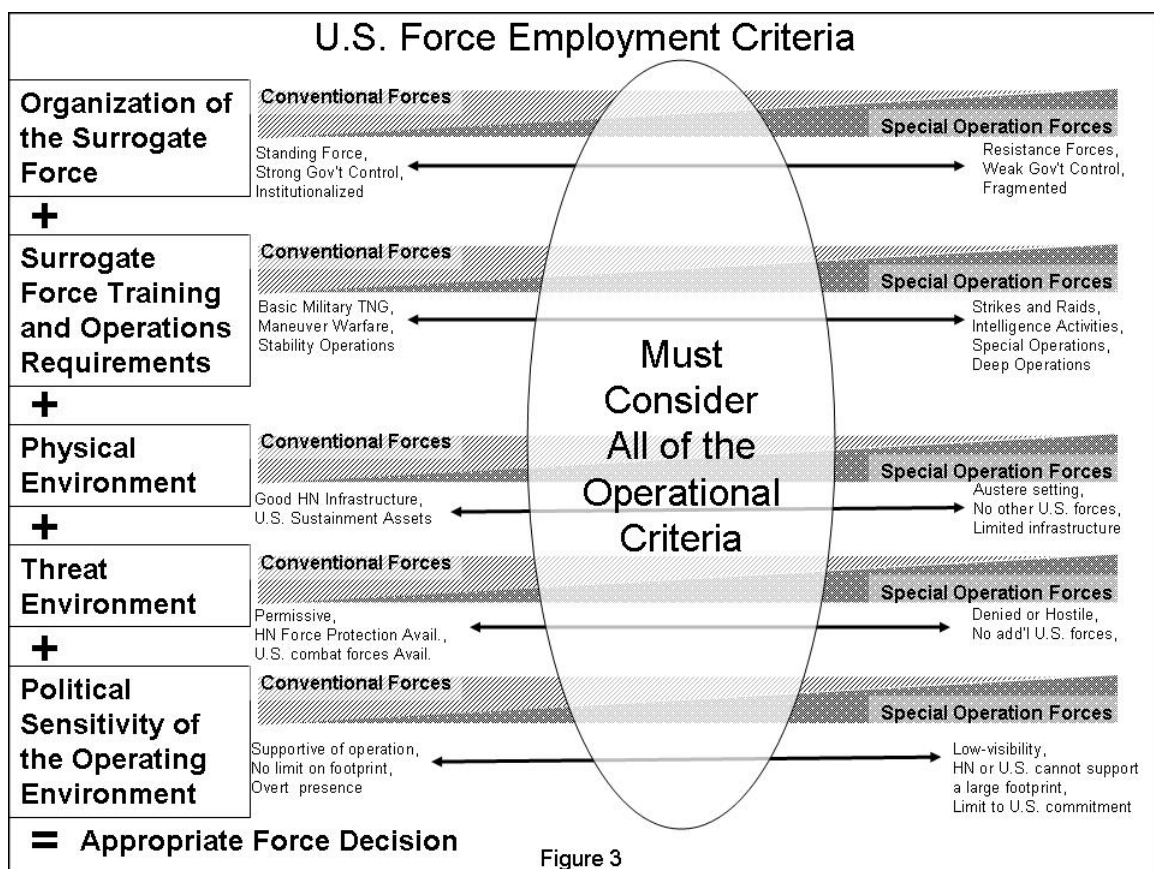 U.S. Force Employment Criteria
Organization of
the Surrogate
Force
Conventional Forces
Special Operation Forces
Standing Force,
Strong Gov't Control,
Institutionalized
Resistance Forces,
Weak Gov't Control,
Fragmented
+
Surrogate
Force Training
and Operations
Requirements
Conventional Forces
Special Operation Forces
Basic Military TNG,
Maneuver Warfare,
Stability Operations
Strikes and Raids,
Intelligence Activities,
Special Operations,
Deep Operations
+
Physical
Environment
Conventional Forces
Special Operation Forces
Good HN Infrastructure,
U.S. Sustainment Assets
Austere setting,
No other U.S. forces,
Limited infrastructure
+
Threat
Environment
Conventional Forces
Special Operation Forces
Permissive,
HN Force Protection Avail.,
U.S. combat forces Avail.
Denied or Hostile,
No add'l U.S. forces,
+
Political
Sensitivity of
the Operating
Environment
Conventional Forces
Special Operation Forces
Supportive of operation,
No limit on footprint,
Overt presence
Low-visibility,
HN or U.S. cannot support
a large footprint,
Limit to U.S. commitment
Must
Consider
All of the
Operational
Criteria
= Appropriate Force Decision
Figure 3